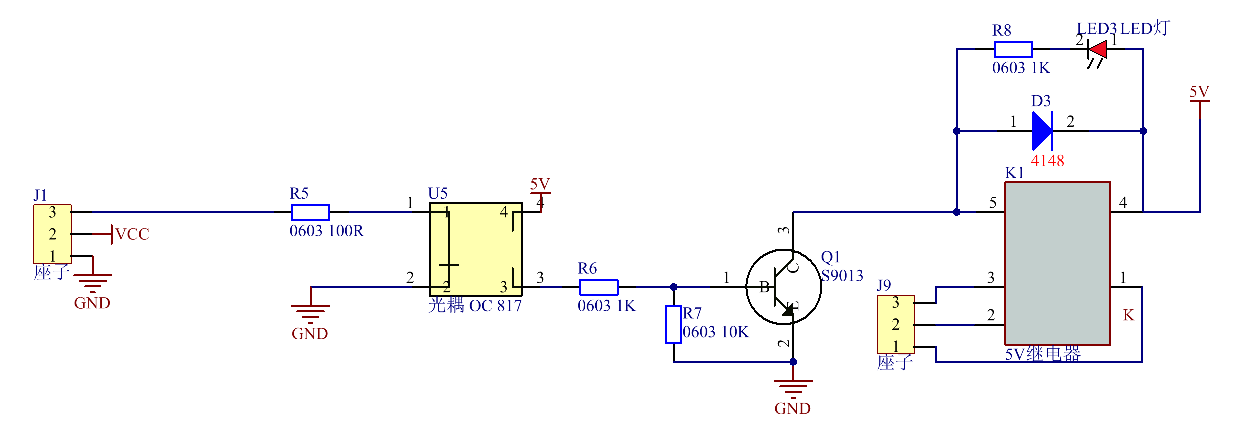 J1
3
2
1
座子
VCC
GND
R5
0603 100R
GND
U5
1
2
1
2
4
3
4
3
光耦 OC 817
5V
R6
0603 1K
R7
0603 10K
1
B
C
E
3
2
Q1
S9013
GND
R8
0603 1K
LED3 LED灯
2
1
D3
1
2
4148
5V
K1
5
4
3
2
1
K
5V继电器
J9
3
2
1
座子